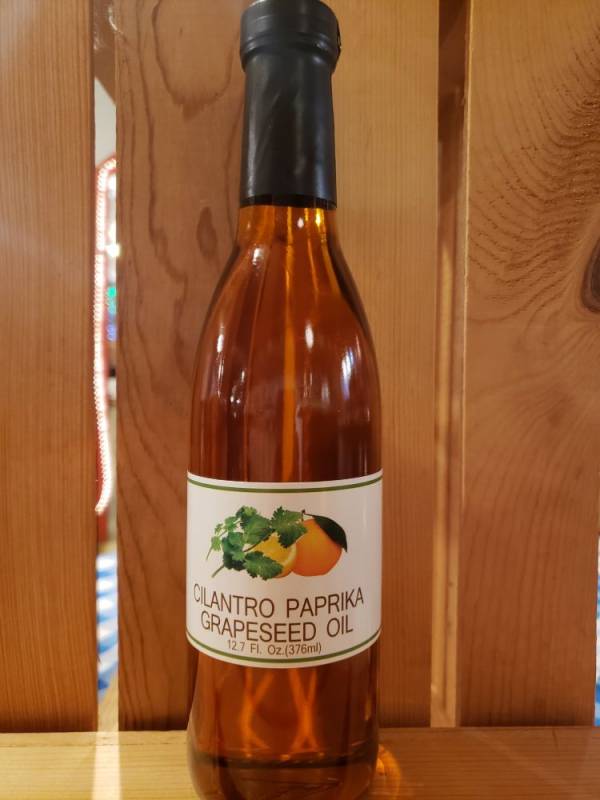 CILANTRO PAPRIKA
GRAPESEED OIL
12.7 Fl. Oz.(376ml)